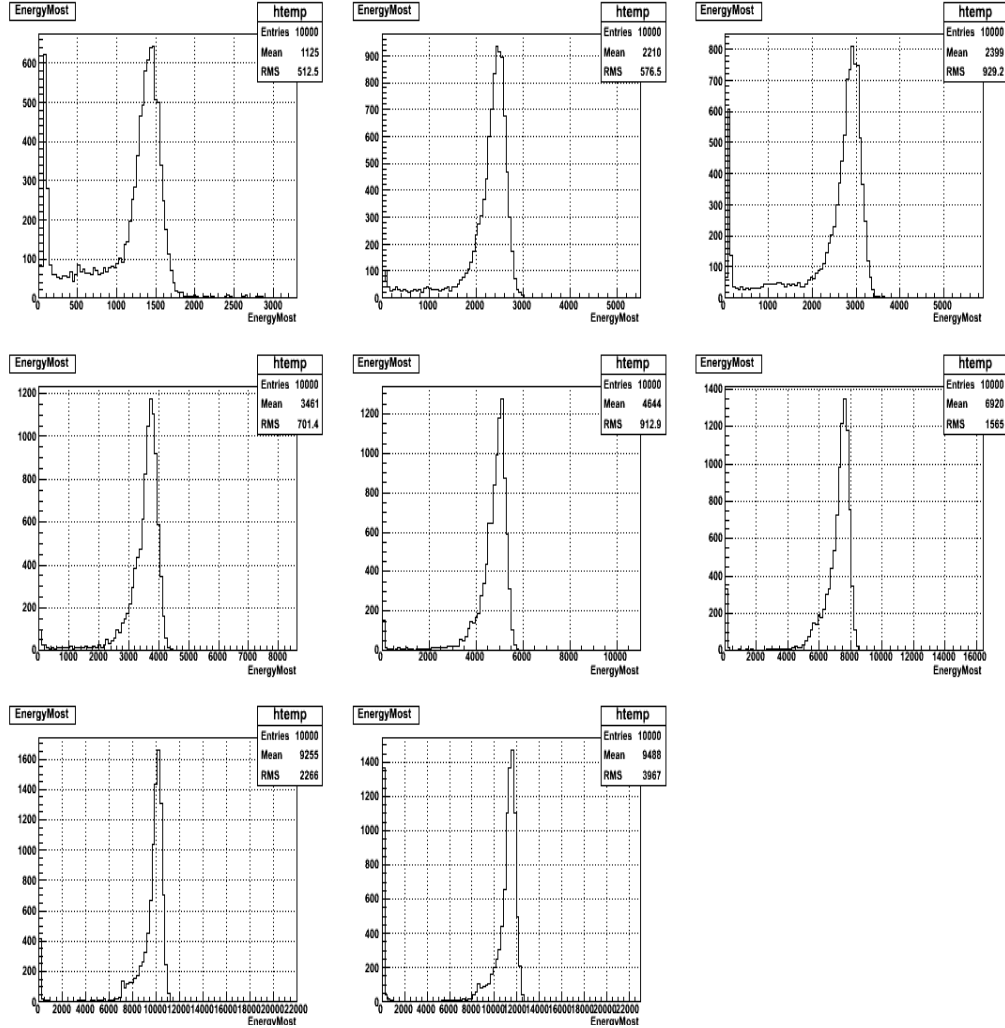 EnergyMost
htemp
Entries 10000
Mean 1125
RMS 512.5
600
500
400
300
200
100
0
0 500 1000 1500 2000 2500 3000
EnergyMost
EnergyMost
htemp
Entries 10000
Mean 2210
RMS 576.5
900
800
700
600
500
400
300
200
100
0
0 1000 2000 3000 4000 5000
EnergyMost
EnergyMost
htemp
Entries 10000
Mean 2399
RMS 929.2
800
700
600
500
400
300
200
100
0
0 1000 2000 3000 4000 5000
EnergyMost
EnergyMost
htemp
Entries 10000
Mean 3461
RMS 701.4
1200
1000
800
600
400
200
0
0 1000 2000 3000 4000 5000 6000 7000 8000
EnergyMost
EnergyMost
htemp
Entries 10000
Mean 4644
RMS 912.9
1200
1000
800
600
400
200
0
0 2000 4000 6000 8000 10000
EnergyMost
EnergyMost
htemp
Entries 10000
Mean 6920
RMS 1565
1400
1200
1000
800
600
400
200
0
0 2000 4000 6000 8000 10000 12000 14000 16000
EnergyMost
EnergyMost
htemp
Entries 10000
Mean 9255
RMS 2266
1600
1400
1200
1000
800
600
400
200
0
0 2000 4000 6000 8000 10000 12000 14000 16000 18000 20000 22000
EnergyMost
EnergyMost
htemp
Entries 10000
Mean 9488
RMS 3967
1400
1200
1000
800
600
400
200
0
0 2000 4000 6000 8000 10000 12000 14000 16000 18000 20000 22000
EnergyMost